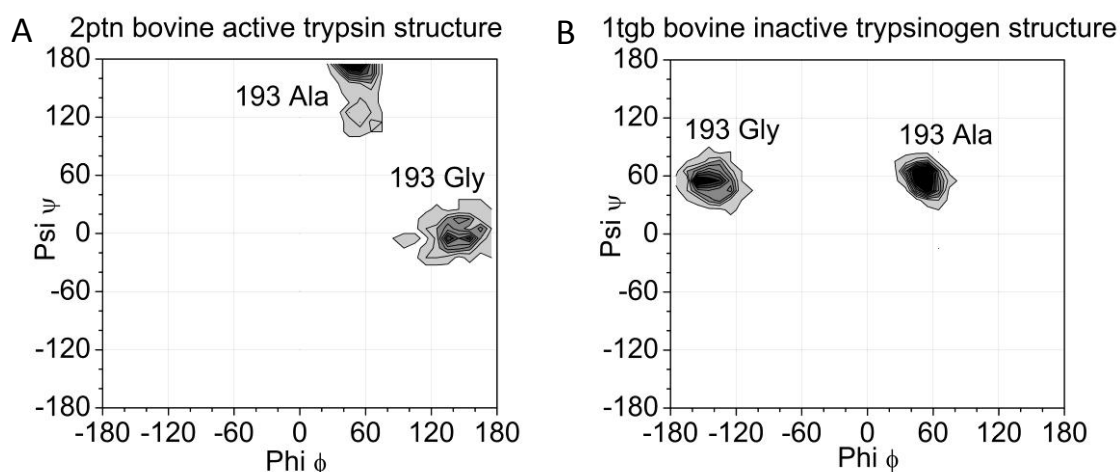 A 2ptn bovine active trypsin structure
180
120
60
0
-60
-120
-180
Psi ψ
193 Ala
193 Gly
-180 -120 -60 0 60 120 180
Phi ϕ
B 1tgb bovine inactive trypsinogen structure
180
120
60
0
-60
-120
-180
Psi ψ
193 Gly 193 Ala
-180 -120 -60 0 60 120 180
Phi ϕ